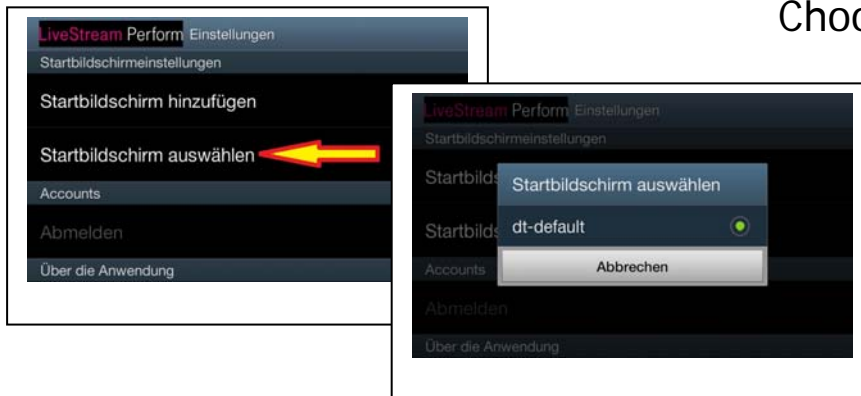 Choo
LiveStream Perform Einstellungen
Startbildschirmeinstellungen
Startbildschirm hinzufügen
Startbildschirm auswählen
Accounts
Abmelden
Über die Anwendung
LiveStream Perform Einstellungen
Startbildschirmeinstellungen
Startbilds
Startbildschirm auswählen
Startbilds
dt-default
Accounts
Abbrechen
Abmelden
Über die Anwendung